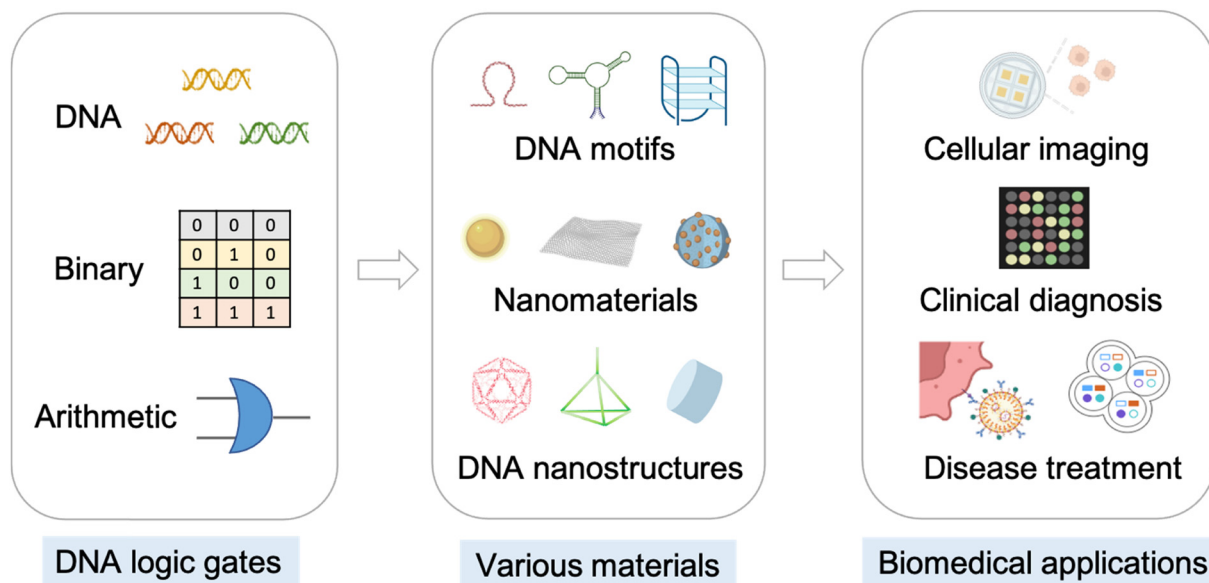 DNA
Binary
0 0 0
0 1 0
1 0 0
1 1 1
Arithmetic
DNA logic gates
DNA motifs
Nanomaterials
DNA nanostructures
Various materials
Cellular imaging
Clinical diagnosis
Disease treatment
Biomedical applications